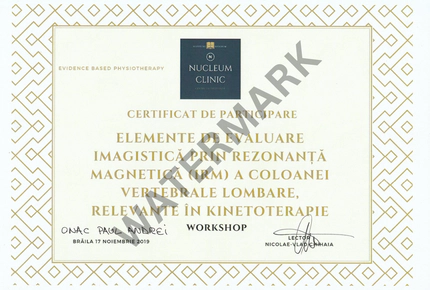 NUCLEUM
CLINIC
EVIDENCE BASED PHYSIOTHERAPY
CERTIFICAT DE PARTICIPARE
ELEMENTE DE EVALUARE
IMAGISTICĂ PRIN REZONANȚĂ
MAGNETICĂ (IRM) A COLOANEI
VERTEBRALE LOMBARE,
RELEVANTE ÎN KINETOTERAPIE
WORKSHOP
ONAC PAUL ANDREI
BRĂILA 17 NOIEMBRIE 2019
LECTOR
NICOLAE-VLAD
WATERMARK